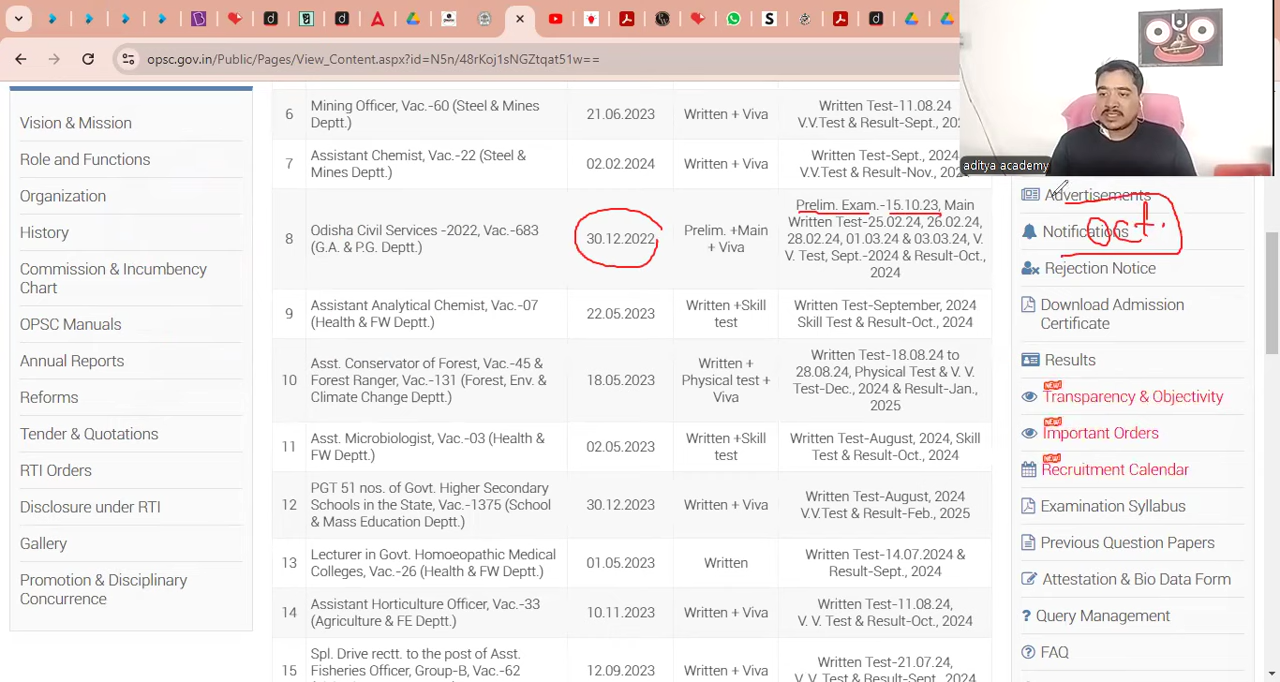 opsc.gov.in/Public/Pages/View_Content.aspx?id=N5n/48rKoj1sNGZtqat51w==
Vision & Mission
Role and Functions
Organization
History
Commission & Incumbency
Chart
OPSC Manuals
Annual Reports
Reforms
Tender & Quotations
RTI Orders
Disclosure under RTI
Gallery
Promotion & Disciplinary
Concurrence
6
Mining Officer, Vac.-60 (Steel & Mines
Deptt.)
21.06.2023
Written + Viva
Written Test-11.08.24
V.V.Test & Result-Sept.,
7
Assistant Chemist, Vac.-22 (Steel &
Mines Deptt.)
02.02.2024
Written + Viva
Written Test-Sept., 2024
V.V.Test & Result-Nov.,
8
Odisha Civil Services -2022, Vac.-683
(G.A. & P.G. Deptt.)
30.12.2022
Prelim. +Main
+ Viva
Prelim. Exam.-15.10.23, Main
Written Test-25.02.24, 26.02.24,
28.02.24, 01.03.24 & 03.03.24, V.
V. Test, Sept.-2024 & Result-Oct.,
2024
9
Assistant Analytical Chemist, Vac.-07
(Health & FW Deptt.)
22.05.2023
Written +Skill
test
Written Test-September, 2024
Skill Test & Result-Oct., 2024
10
Asst. Conservator of Forest, Vac.-45 &
Forest Ranger, Vac.-131 (Forest, Env. &
Climate Change Deptt.)
18.05.2023
Written +
Physical test +
Viva
Written Test-18.08.24 to
28.08.24, Physical Test & V. V.
Test-Dec., 2024 & Result-Jan.,
2025
11
Asst. Microbiologist, Vac.-03 (Health &
FW Deptt.)
02.05.2023
Written +Skill
test
Written Test-August, 2024, Skill
Test & Result-Oct., 2024
12
PGT 51 nos. of Govt. Higher Secondary
Schools in the State, Vac.-1375 (School
& Mass Education Deptt.)
30.12.2023
Written + Viva
Written Test-August, 2024
V.V.Test & Result-Feb., 2025
13
Lecturer in Govt. Homoeopathic Medical
Colleges, Vac.-26 (Health & FW Deptt.)
01.05.2023
Written
Written Test-14.07.2024 &
Result-Sept., 2024
14
Assistant Horticulture Officer, Vac.-33
(Agriculture & FE Deptt.)
10.11.2023
Written + Viva
Written Test-11.08.24,
V. V. Test & Result-Oct., 2024
15
Spl. Drive rectt. to the post of Asst.
Fisheries Officer, Group-B, Vac.-62
12.09.2023
Written + Viva
Written Test-21.07.24,
V. V. Test & Result-Sept., 2024
aditya academy
Advertisements
Notifications
oct.
Rejection Notice
Download Admission
Certificate
Results
NEW!
Transparency & Objectivity
NEW!
Important Orders
NEW!
Recruitment Calendar
Examination Syllabus
Previous Question Papers
Attestation & Bio Data Form
Query Management
FAQ